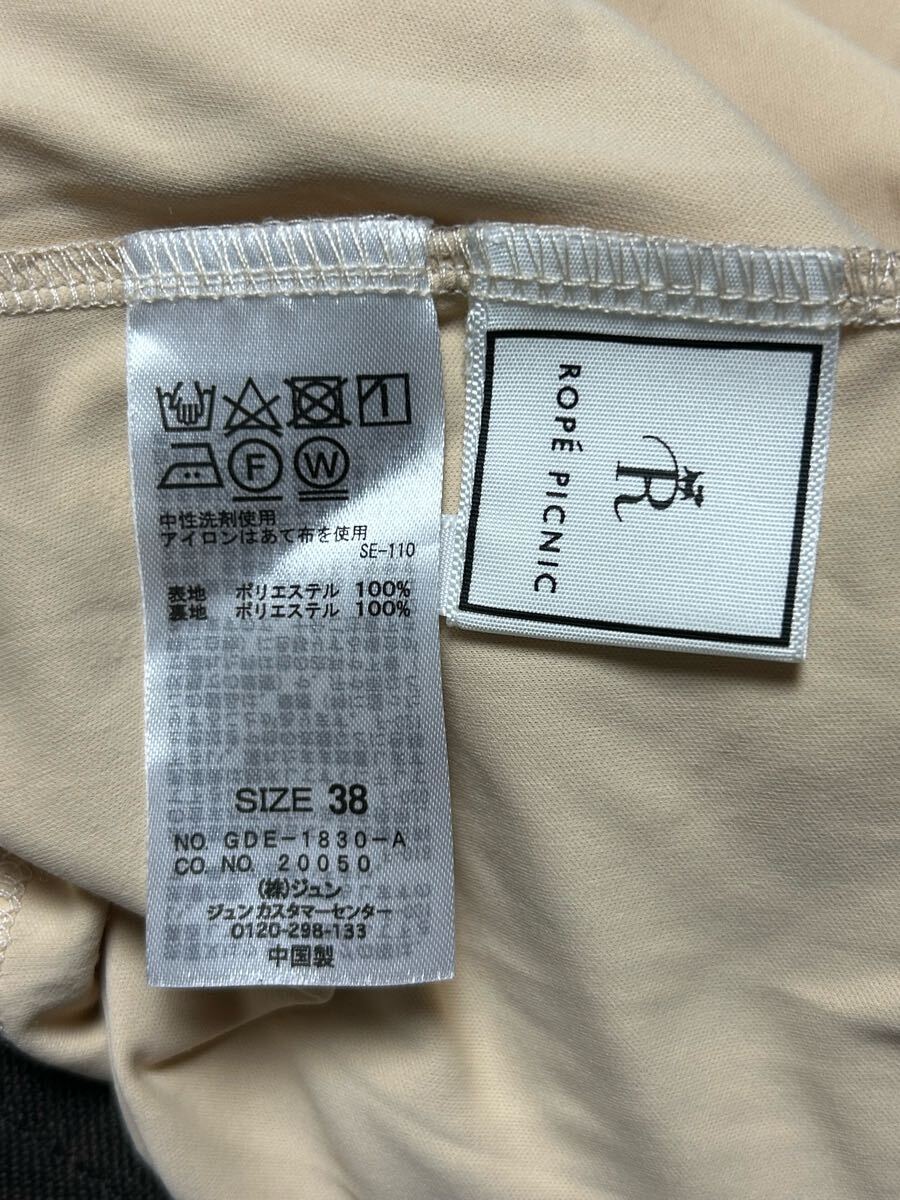 F W
中性洗剤使用
アイロンはあて布を使用
SE-110
表地 ポリエステル 100%
裏地 ポリエステル 100%
SIZE 38
NO. GDE-1830-A
CO. NO. 20050
(株)ジュン
ジュンカスタマーセンター
0120-298-133
中国製
R
ROPÉ PICNIC